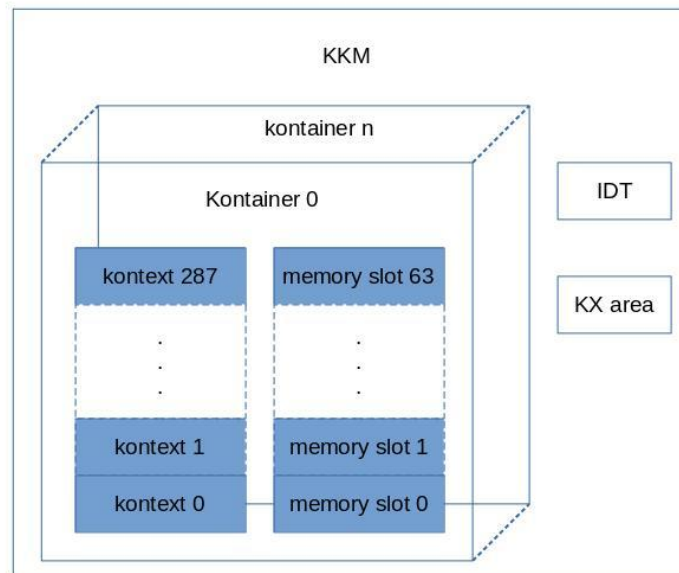 KKM
kontainer n
Kontainer 0
IDT
kontext 287
memory slot 63
KX area
.
.
.
.
.
.
kontext 1
memory slot 1
kontext 0
memory slot 0